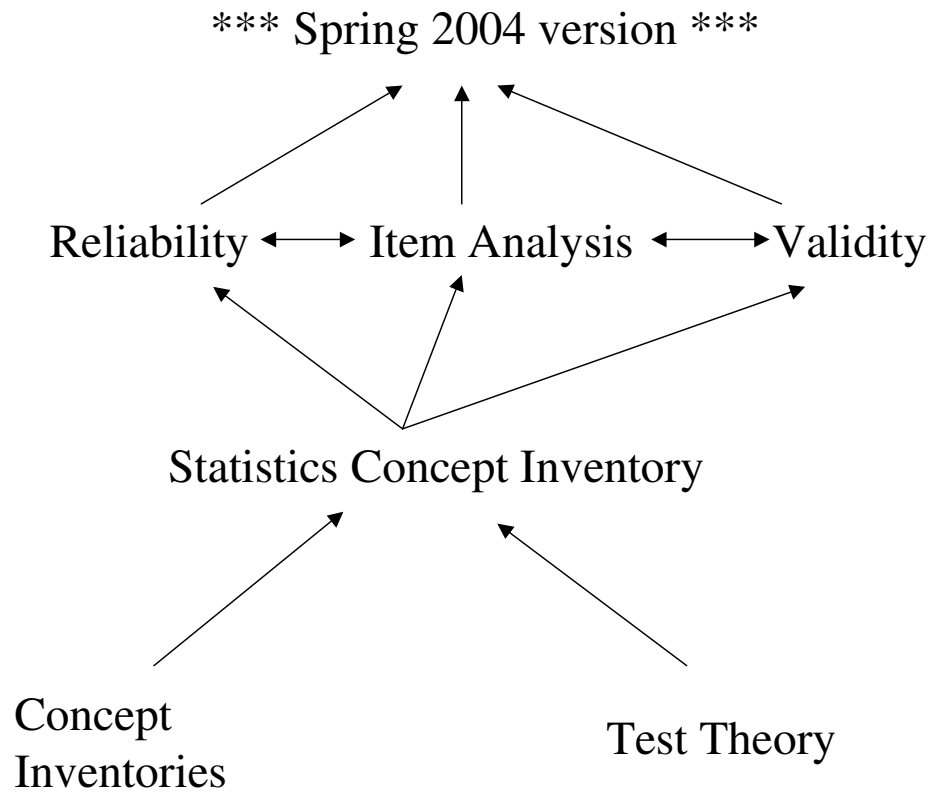 *** Spring 2004 version ***
Reliability Item Analysis Validity
Statistics Concept Inventory
Concept
Inventories
Test Theory